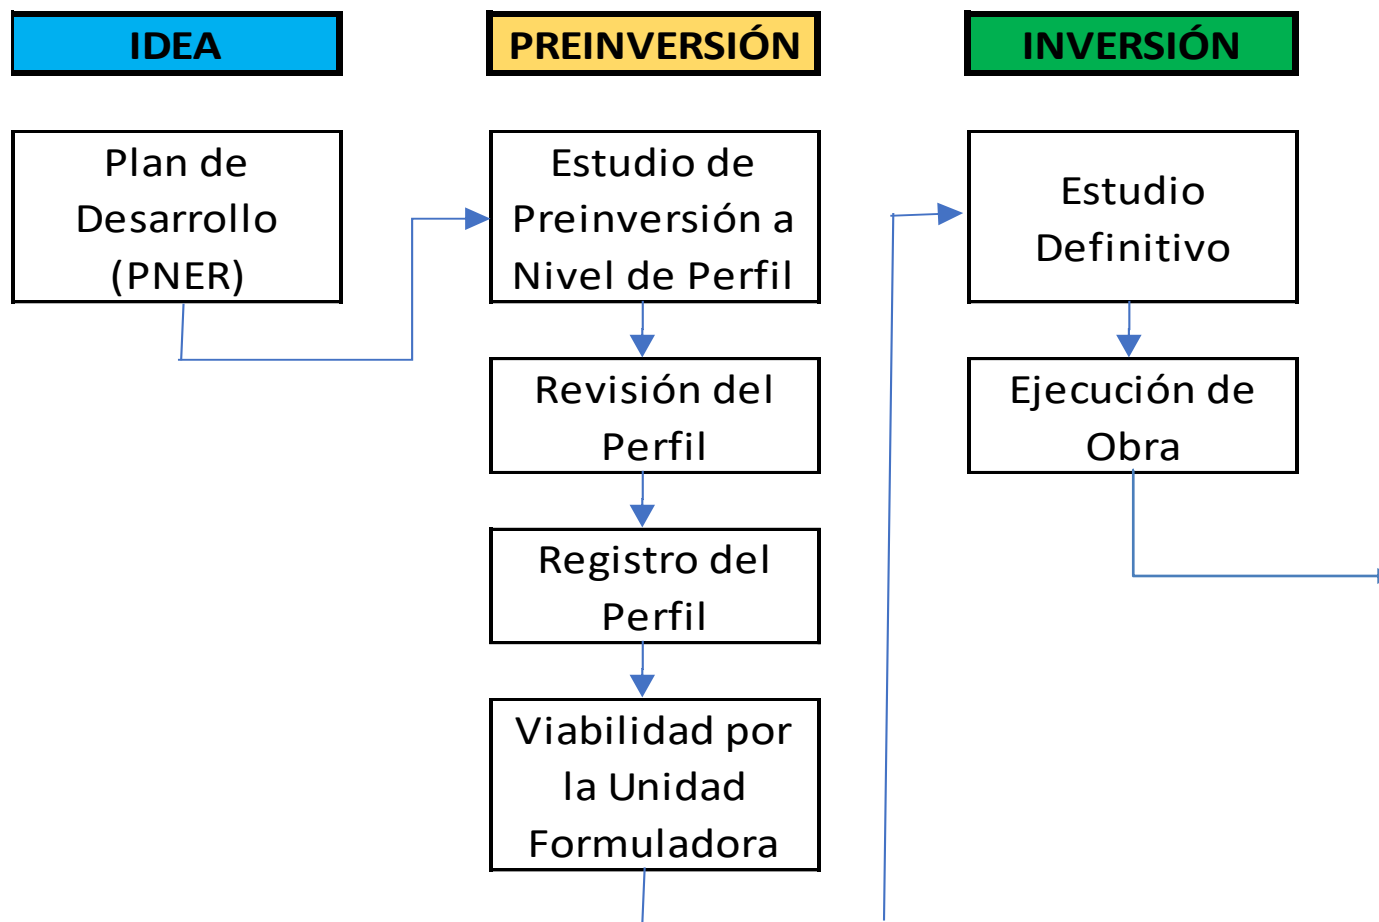 IDEA
PREINVERSIÓN
INVERSIÓN
Plan de
Desarrollo
(PNER)
Estudio de
Preinversión a
Nivel de Perfil
Revisión del
Perfil
Registro del
Perfil
Viabilidad por
la Unidad
Formuladora
Estudio
Definitivo
Ejecución de
Obra